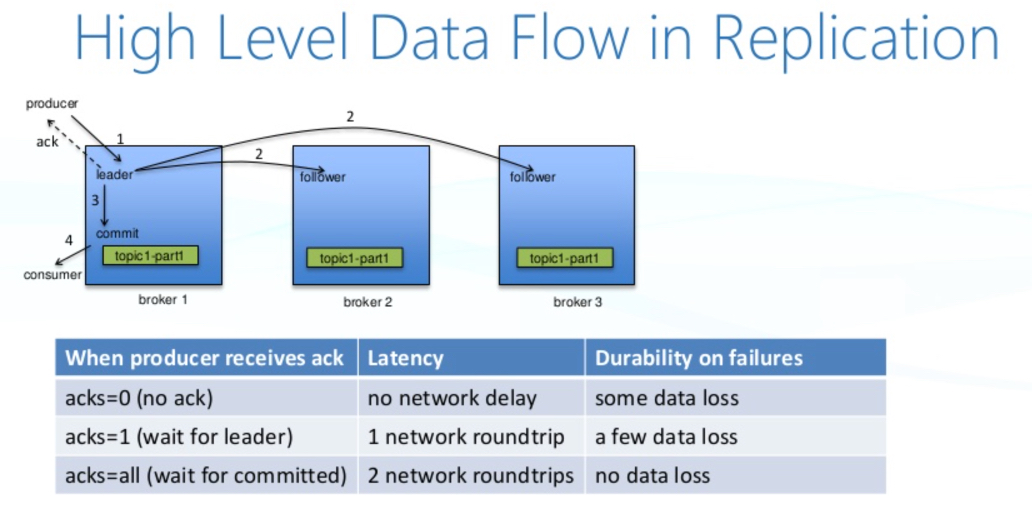 High Level Data Flow in Replication
producer
ack
1
2
2
leader
follower
follower
3
commit
4
consumer
topic1-part1
topic1-part1
topic1-part1
broker 1
broker 2
broker 3
When producer receives ack Latency Durability on failures
acks=0 (no ack) no network delay some data loss
acks=1 (wait for leader) 1 network roundtrip a few data loss
acks=all (wait for committed) 2 network roundtrips no data loss